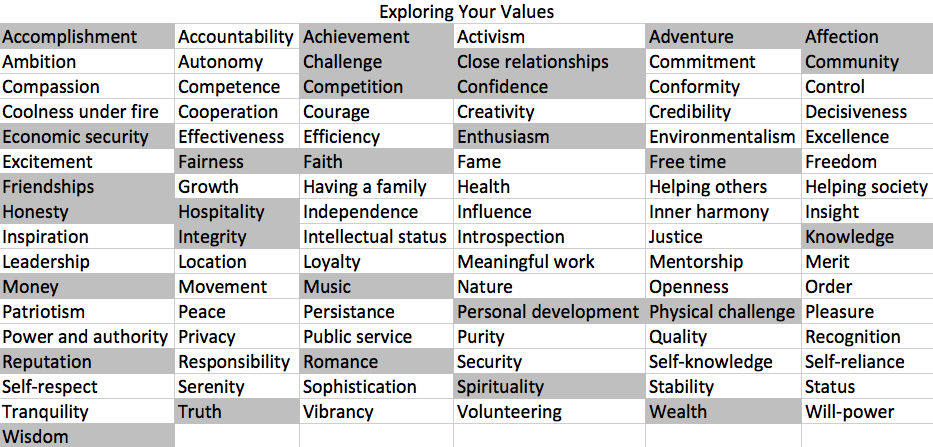 Exploring Your Values
Accomplishment Accountability Achievement Activism Adventure Affection
Ambition Autonomy Challenge Close relationships Commitment Community
Compassion Competence Competition Confidence Conformity Control
Coolness under fire Cooperation Courage Creativity Credibility Decisiveness
Economic security Effectiveness Efficiency Enthusiasm Environmentalism Excellence
Excitement Fairness Faith Fame Free time Freedom
Friendships Growth Having a family Health Helping others Helping society
Honesty Hospitality Independence Influence Inner harmony Insight
Inspiration Integrity Intellectual status Introspection Justice Knowledge
Leadership Location Loyalty Meaningful work Mentorship Merit
Money Movement Music Nature Openness Order
Patriotism Peace Persistance Personal development Physical challenge Pleasure
Power and authority Privacy Public service Purity Quality Recognition
Reputation Responsibility Romance Security Self-knowledge Self-reliance
Self-respect Serenity Sophistication Spirituality Stability Status
Tranquility Truth Vibrancy Volunteering Wealth Will-power
Wisdom